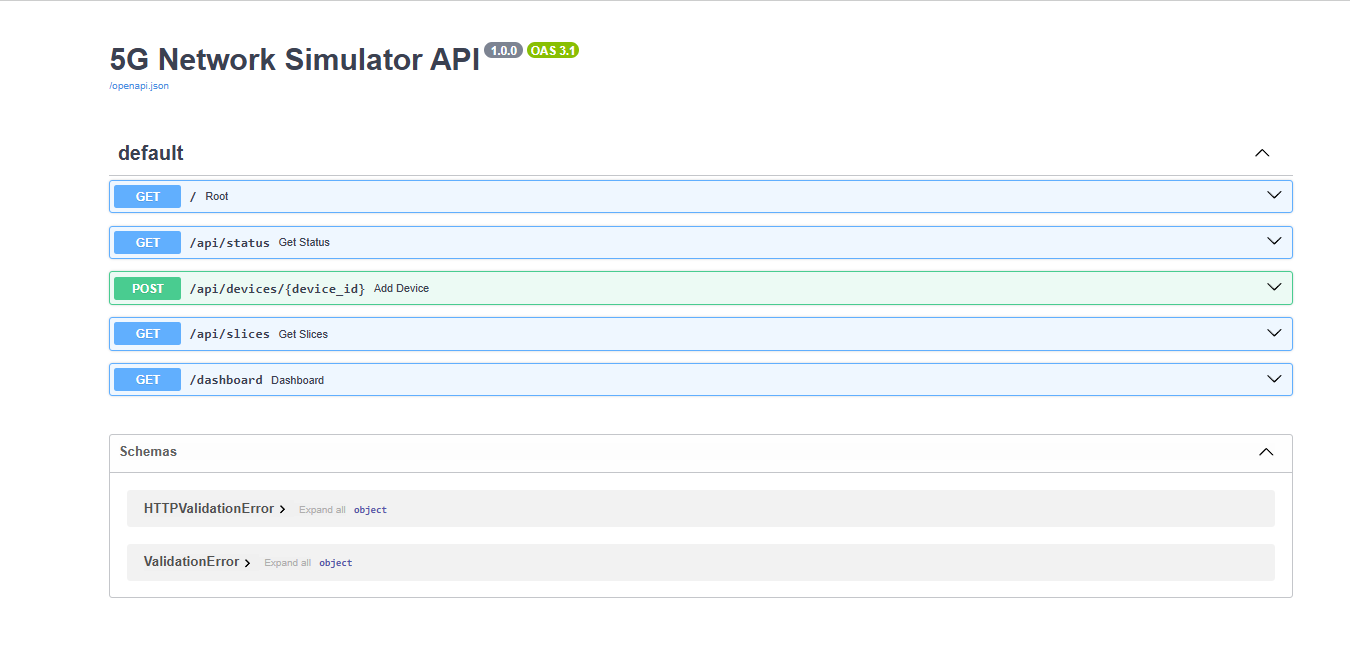 5G Network Simulator API 1.0.0 OAS 3.1
/openapi.json
default
GET / Root
GET /api/status Get Status
POST /api/devices/{device_id} Add Device
GET /api/slices Get Slices
GET /dashboard Dashboard
Schemas
HTTPValidationError Expand all object
ValidationError Expand all object